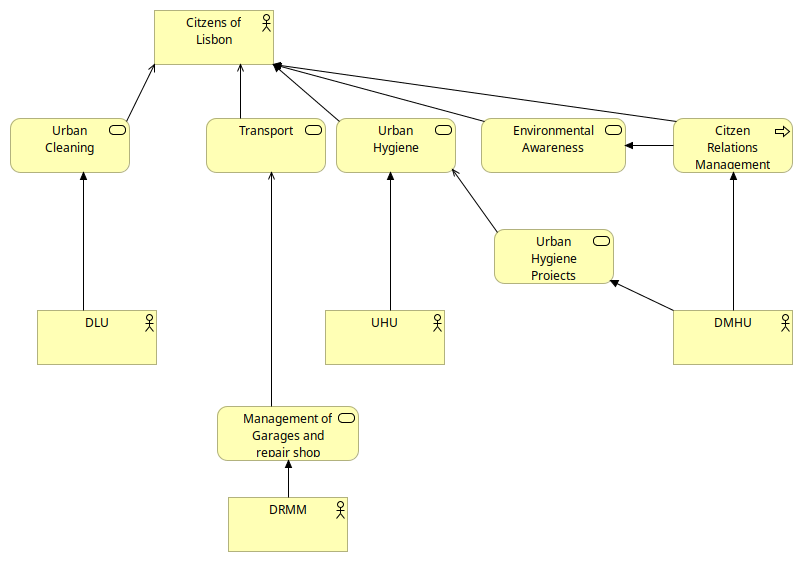 Citzens of
Lisbon
Urban
Cleaning
Transport
Urban
Hygiene
Environmental
Awareness
Citzen
Relations
Management
Urban
Hygiene
Projects
DLU
UHU
DMHU
Management of
Garages and
repair shop
DRMM